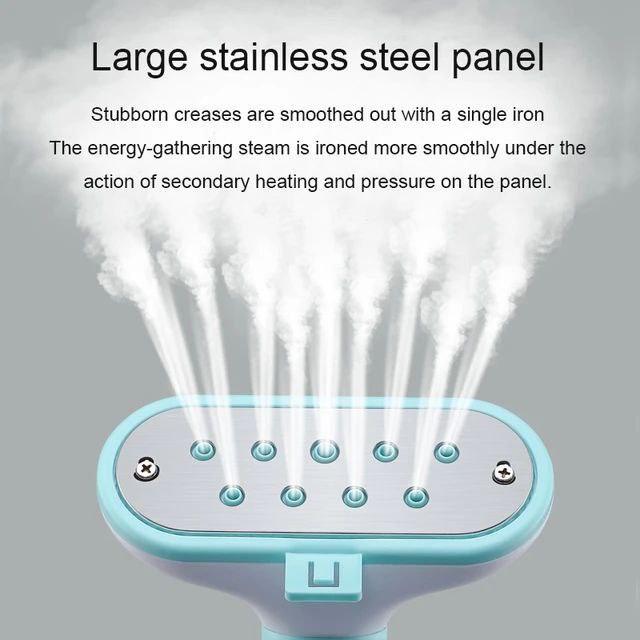 Large stainless steel panel
Stubborn creases are smoothed out with a single iron
The energy-gathering steam is ironed more smoothly under the
action of secondary heating and pressure on the panel.